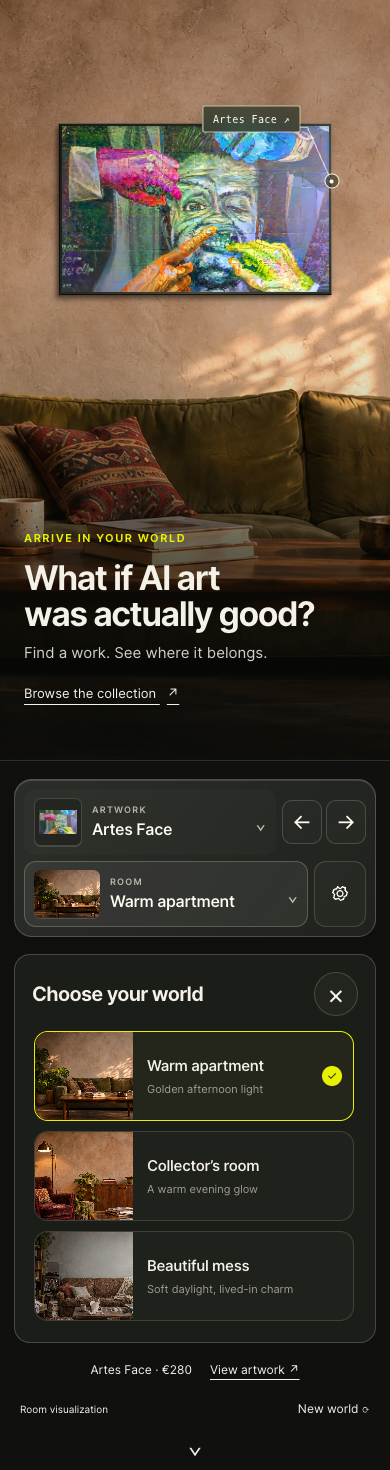 Artes Face ↗
ARRIVE IN YOUR WORLD
What if AI art
was actually good?
Find a work. See where it belongs.
Browse the collection ↗
ARTWORK
Artes Face
ROOM
Warm apartment
Choose your world
Warm apartment
Golden afternoon light
Collector’s room
A warm evening glow
Beautiful mess
Soft daylight, lived-in charm
Artes Face · €280 View artwork ↗
Room visualization
New world ⟳